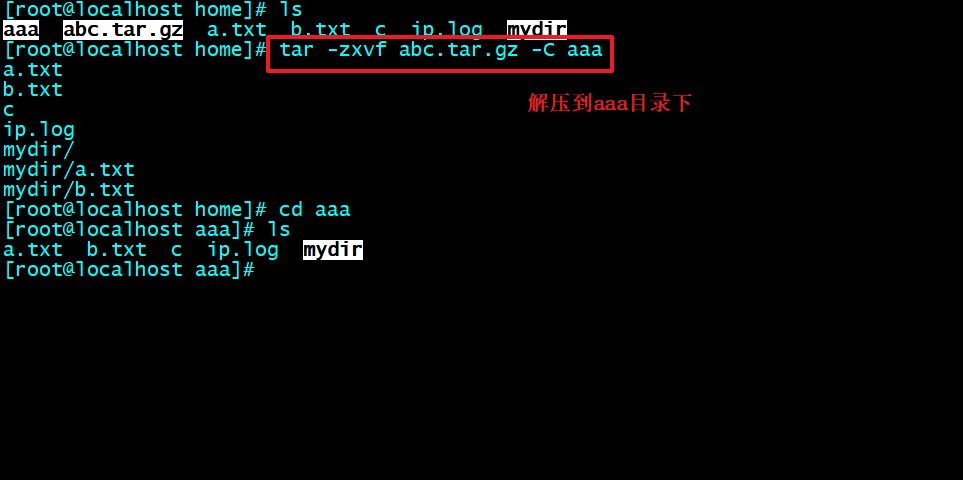 [root@localhost home]# ls
aaa  abc.tar.gz  a.txt  b.txt  c  ip.log  mydir
[root@localhost home]# tar -zxvf abc.tar.gz -C aaa
a.txt
b.txt
解压到aaa目录下
c
ip.log
mydir/
mydir/a.txt
mydir/b.txt
[root@localhost home]# cd aaa
[root@localhost aaa]# ls
a.txt  b.txt  c  ip.log  mydir
[root@localhost aaa]#